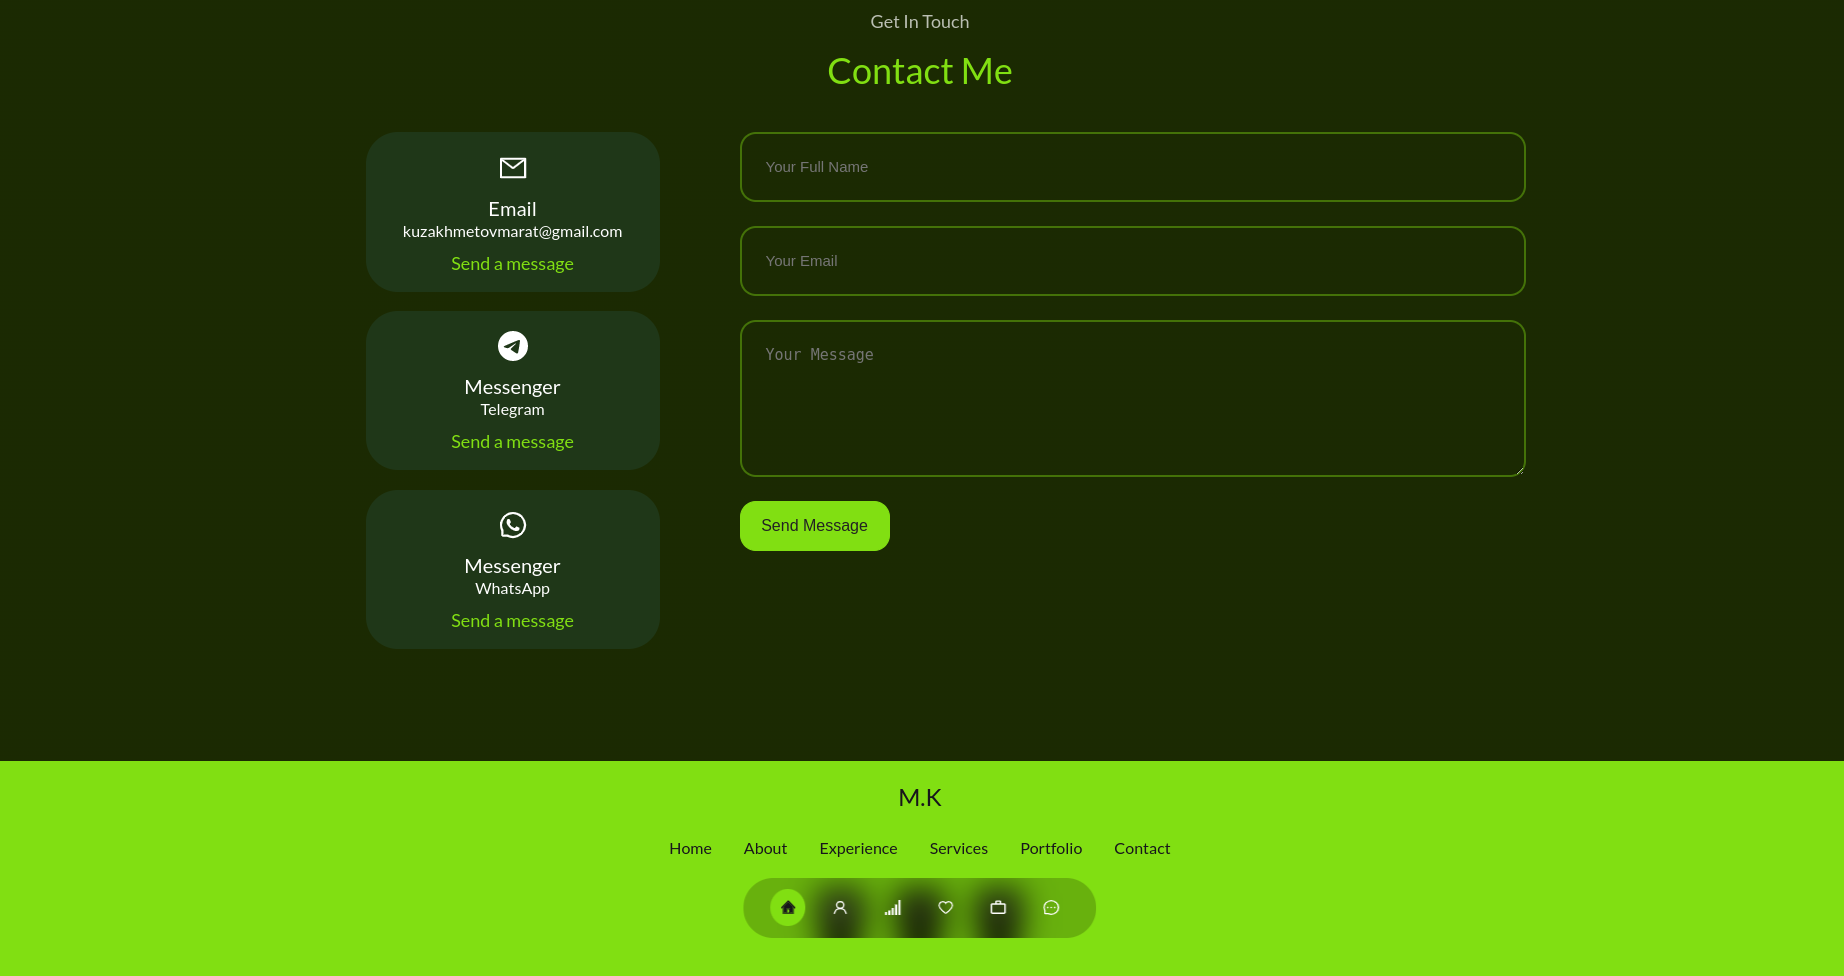 Get In Touch
Contact Me
Email
kuzakhmetovmarat@gmail.com
Send a message
Messenger
Telegram
Send a message
Messenger
WhatsApp
Send a message
Your Full Name
Your Email
Your Message
Send Message
M.K
Home About Experience Services Portfolio Contact